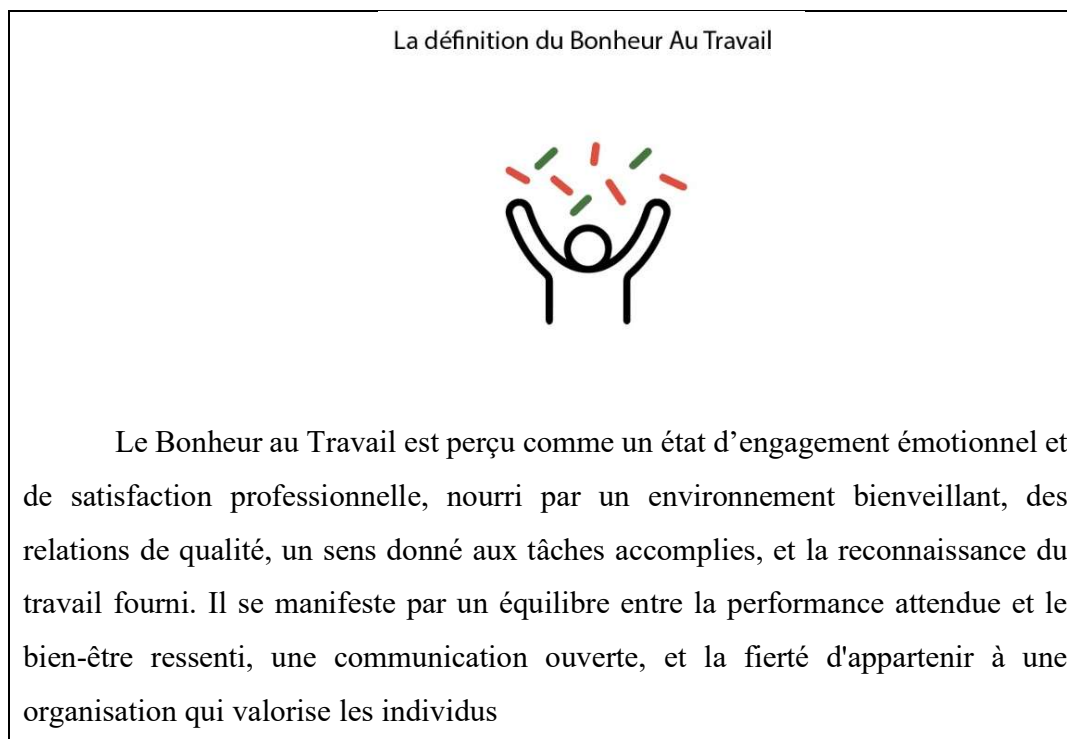 La définition du Bonheur Au Travail
Le Bonheur au Travail est perçu comme un état d’engagement émotionnel et
de satisfaction professionnelle, nourri par un environnement bienveillant, des
relations de qualité, un sens donné aux tâches accomplies, et la reconnaissance du
travail fourni. Il se manifeste par un équilibre entre la performance attendue et le
bien-être ressenti, une communication ouverte, et la fierté d'appartenir à une
organisation qui valorise les individus